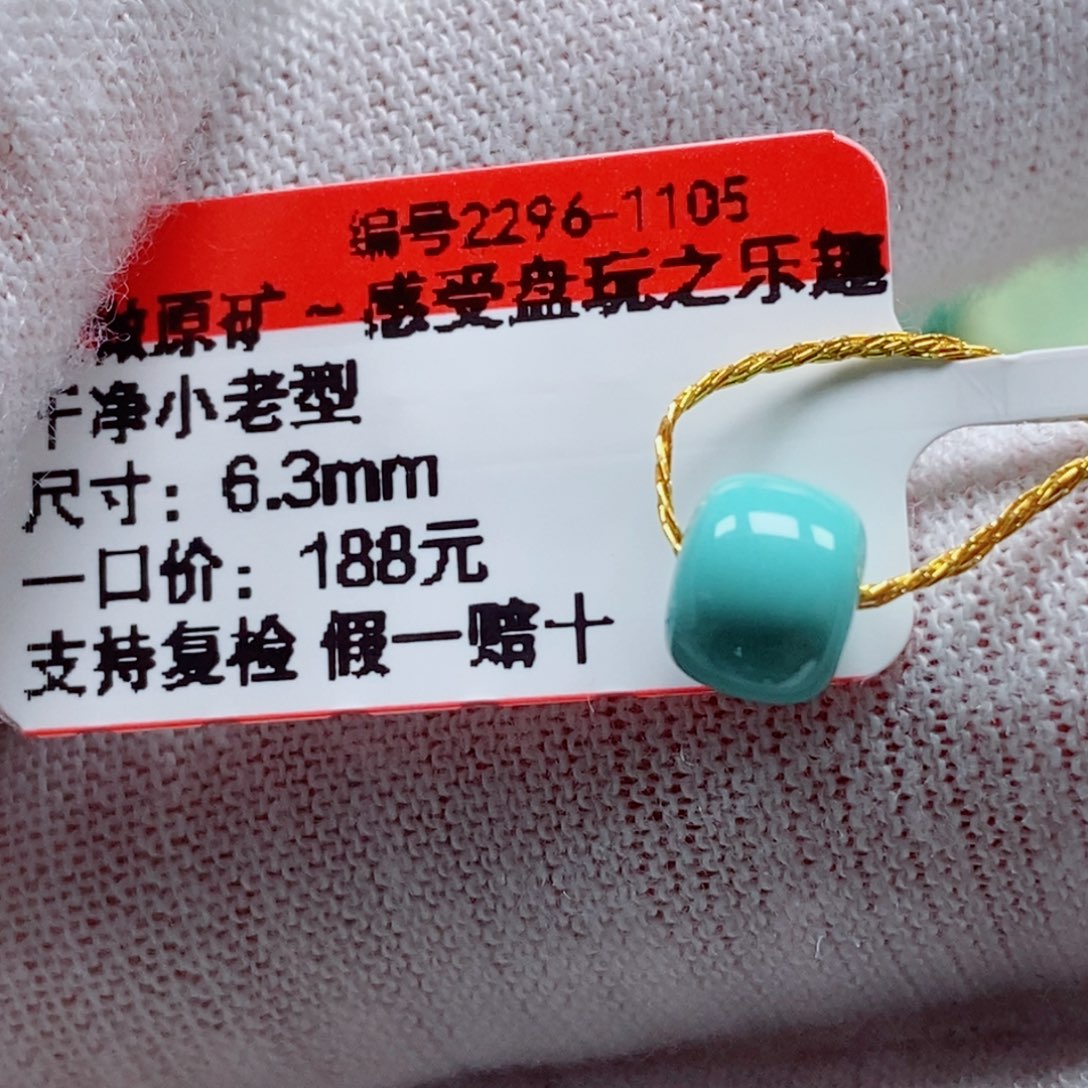 编号2296-1105
原矿～感受盘玩之乐趣
干净小老型
尺寸：6.3mm
一口价：188元
支持复检 假一赔十